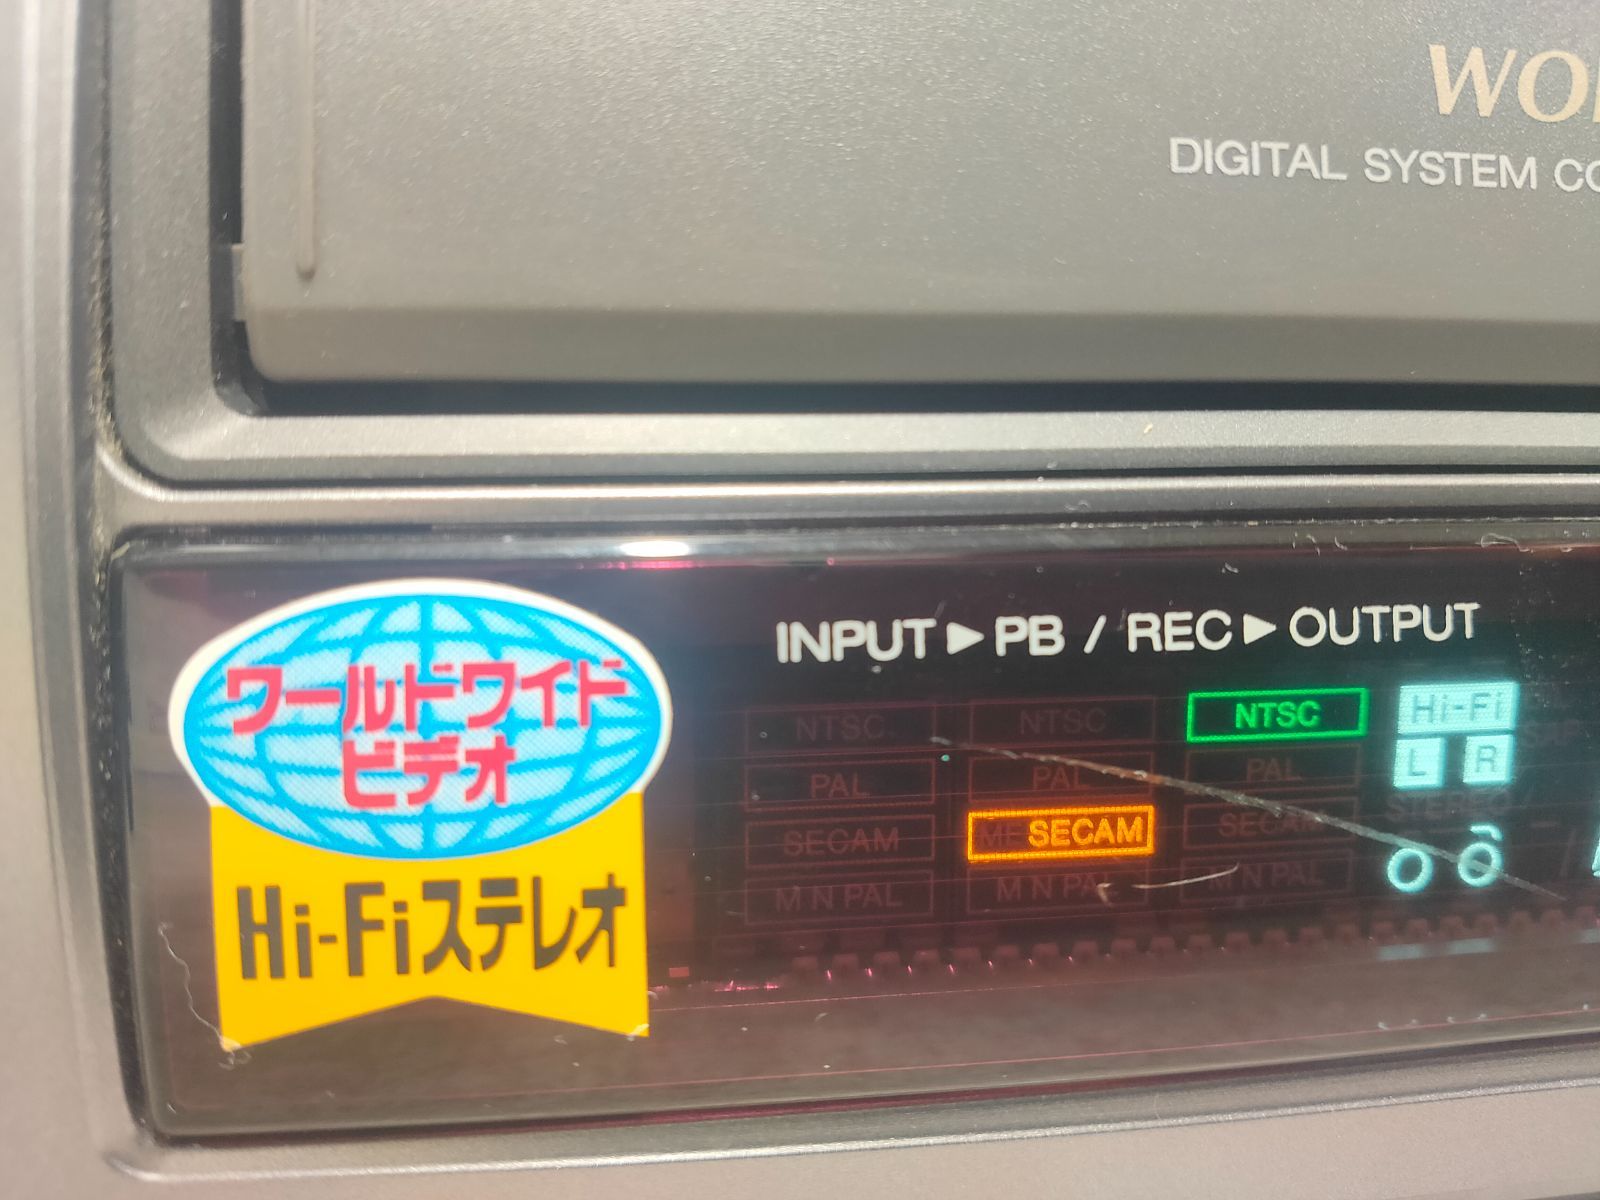 WO
DIGITAL SYSTEM CO
ワールドワイド
ビデオ
Hi-Fiステレオ
INPUT ▶ PB / REC ▶ OUTPUT
NTSC NTSC NTSC Hi-Fi
PAL PAL PAL L R
SECAM SECAM SECAM STEREO
M N PAL M N PAL M N PAL